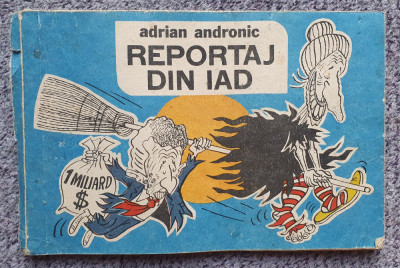 adrian andronic
REPORTAJ
DIN IAD
1 MILIARD
$